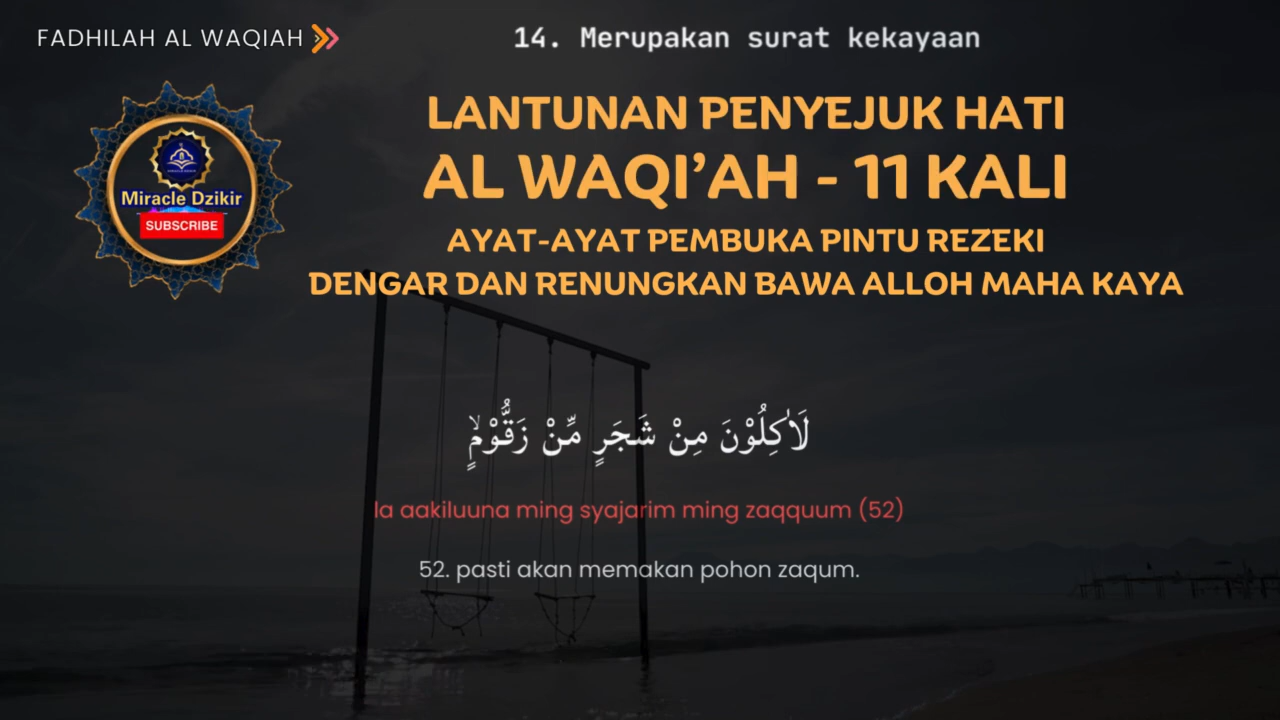 FADHILAH AL WAQIAH
14. Merupakan surat kekayaan
LANTUNAN PENYEJUK HATI
AL WAQI'AH - 11 KALI
AYAT-AYAT PEMBUKA PINTU REZEKI
DENGAR DAN RENUNGKAN BAWA ALLOH MAHA KAYA
Miracle Dzikir
SUBSCRIBE
لَاٰكِلُوْنَ مِنْ شَجَرٍ مِّنْ زَقُّوْمٍۙ
la aakiluuna ming syajarim ming zaqquum (52)
52. pasti akan memakan pohon zaqum.